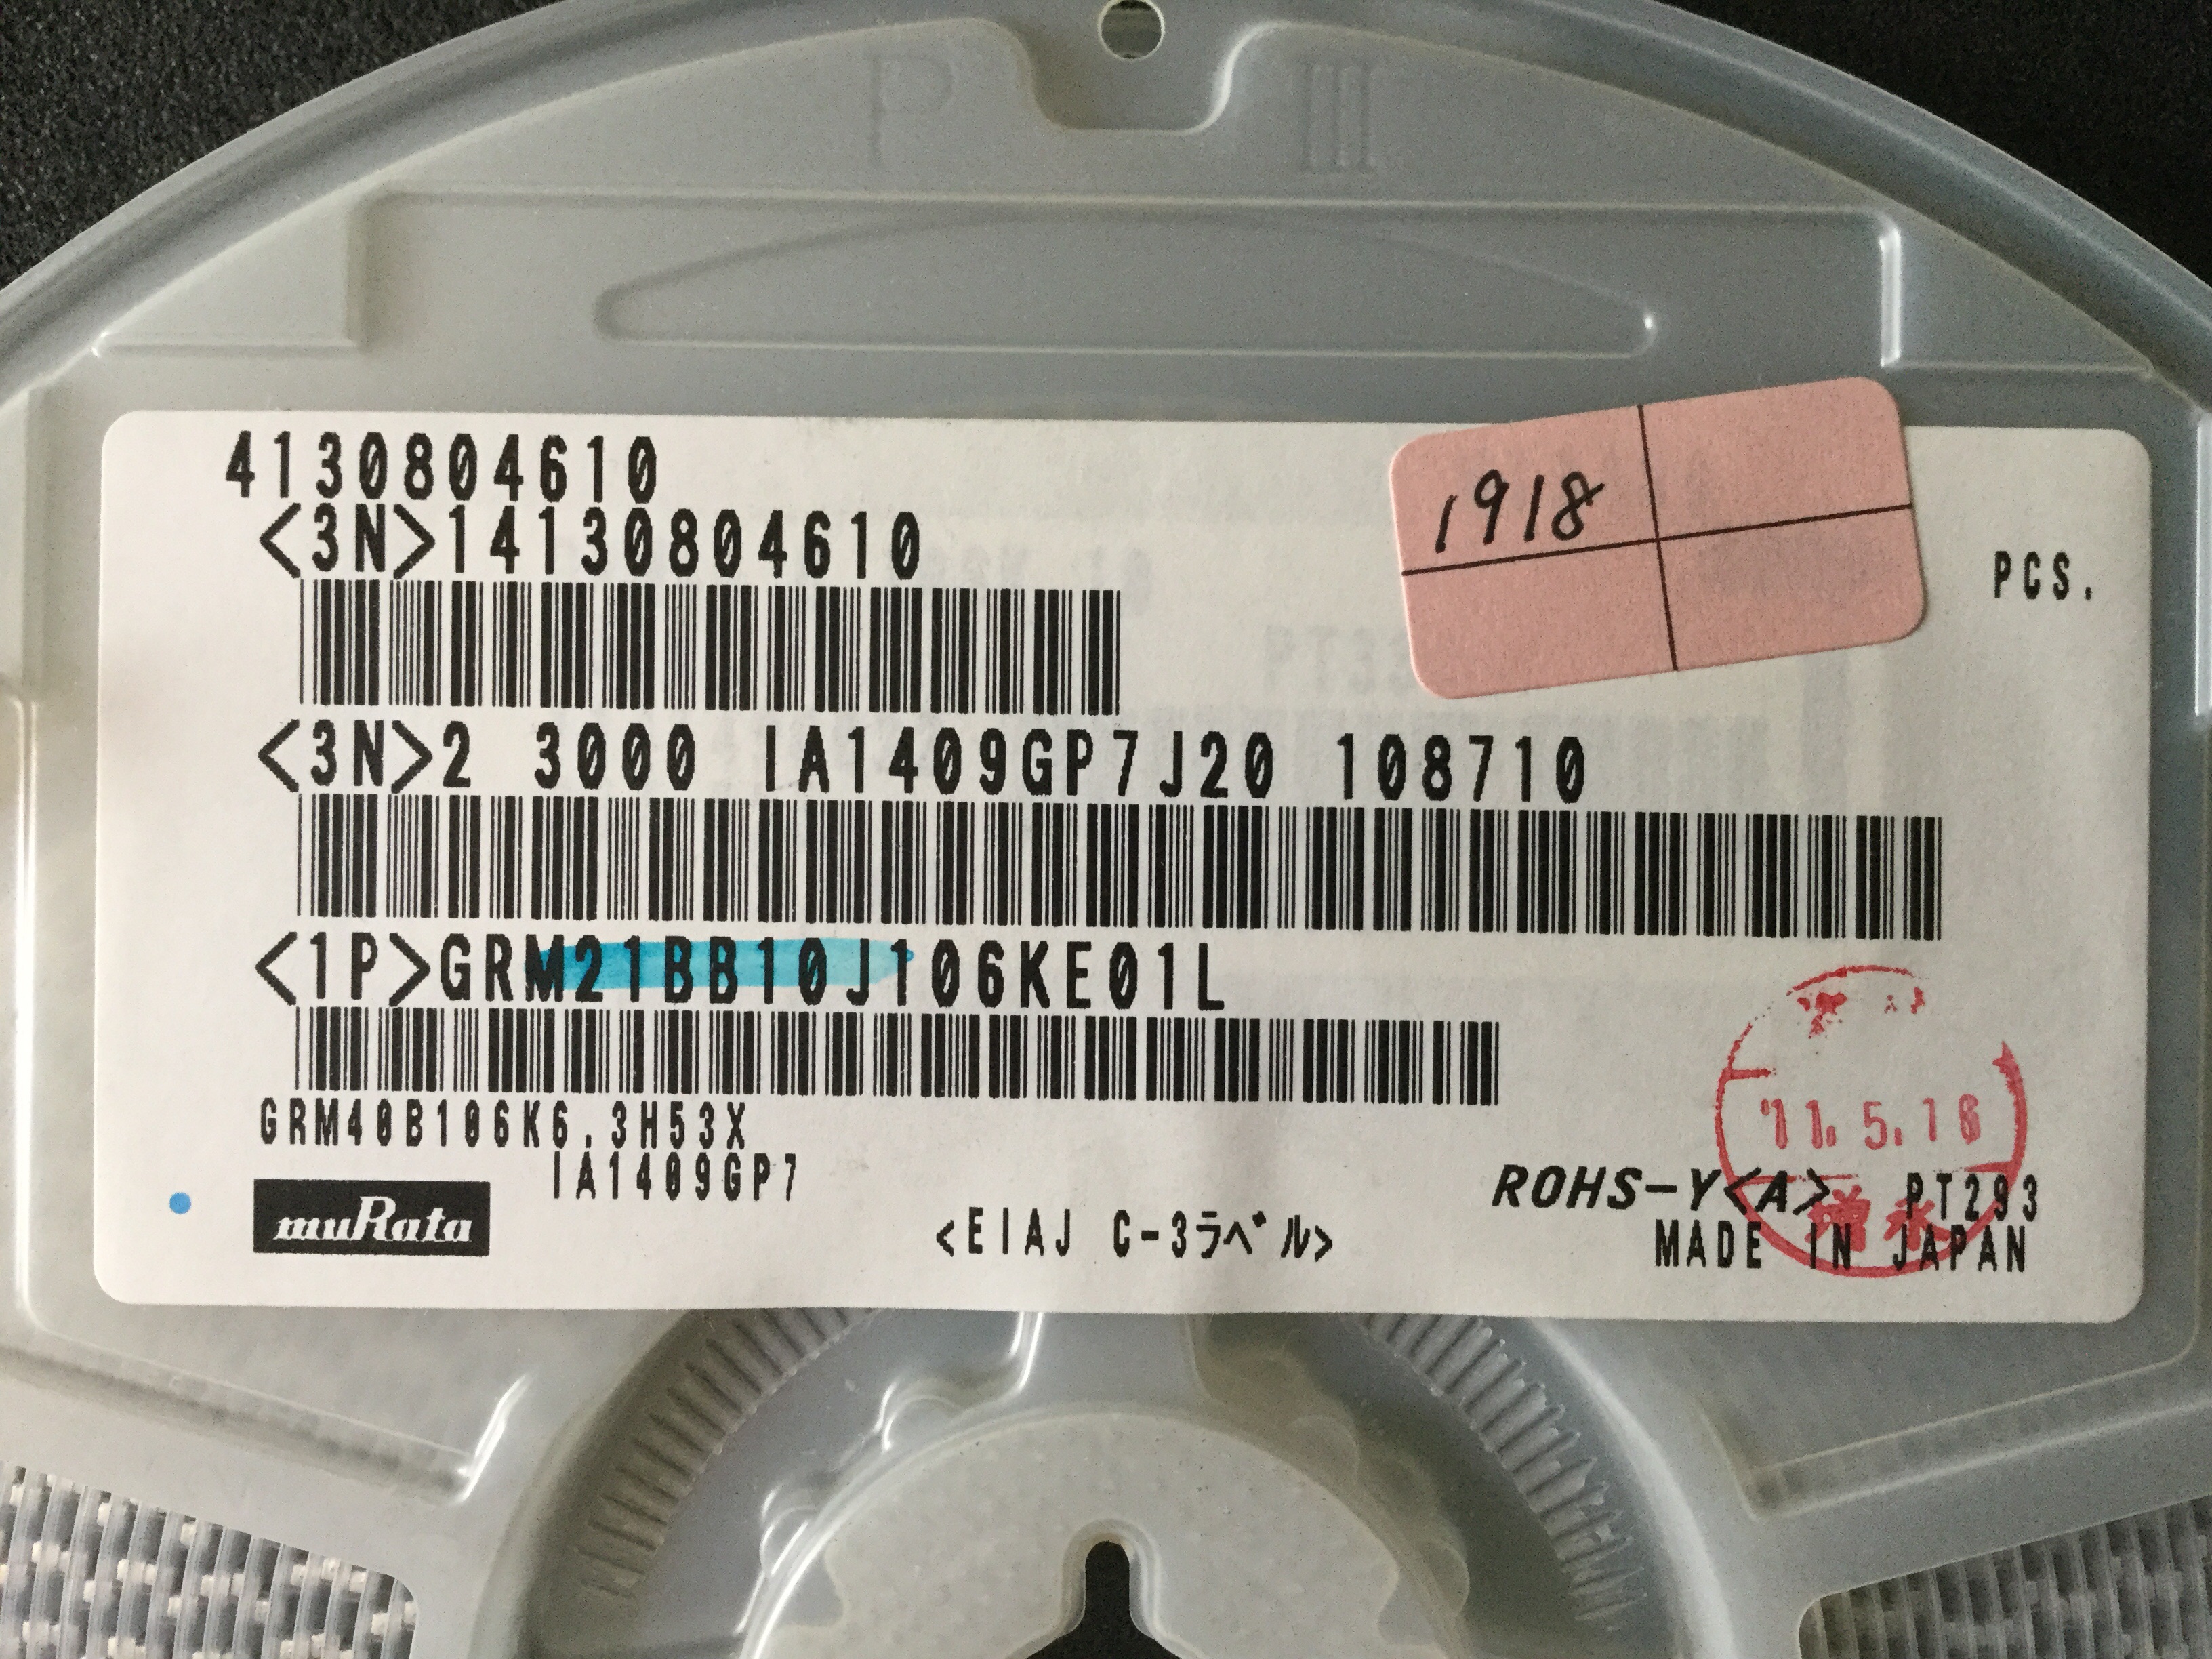 4130804610
<3N>14130804610
1918
PCS.
<3N>2 3000 IA1409GP7J20 108710
<1P>GRM21BB10J106KE01L
GRM40B106K6.3H53X
IA1409GP7
muRata
<EIAJ C-3ラベル>
'11.5.16
ROHS-Y<A> PT293
MADE IN JAPAN